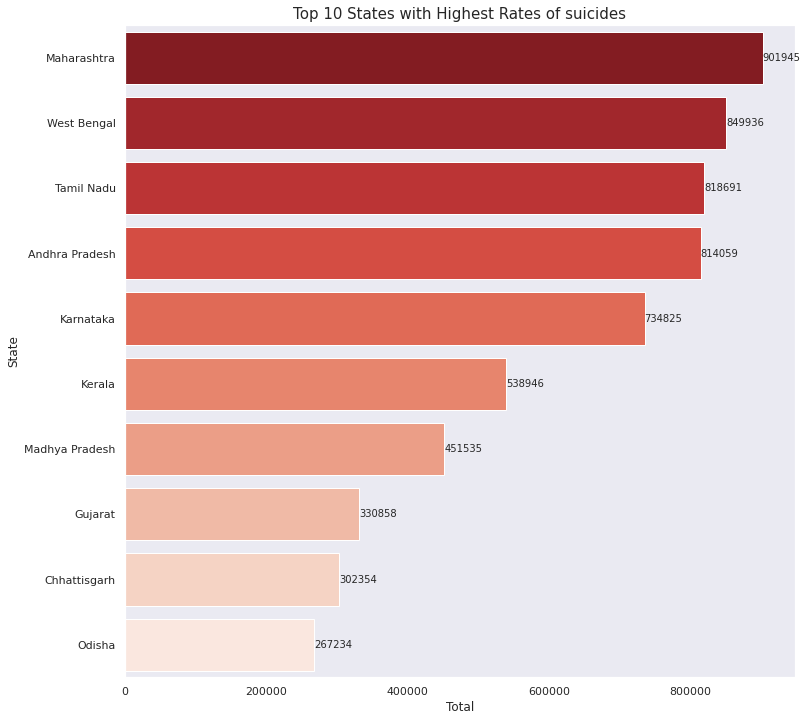 Top 10 States with Highest Rates of suicides
Maharashtra 901945
West Bengal 849936
Tamil Nadu 818691
Andhra Pradesh 814059
Karnataka 734825
State
Kerala 538946
Madhya Pradesh 451535
Gujarat 330858
Chhattisgarh 302354
Odisha 267234
0 200000 400000 600000 800000
Total